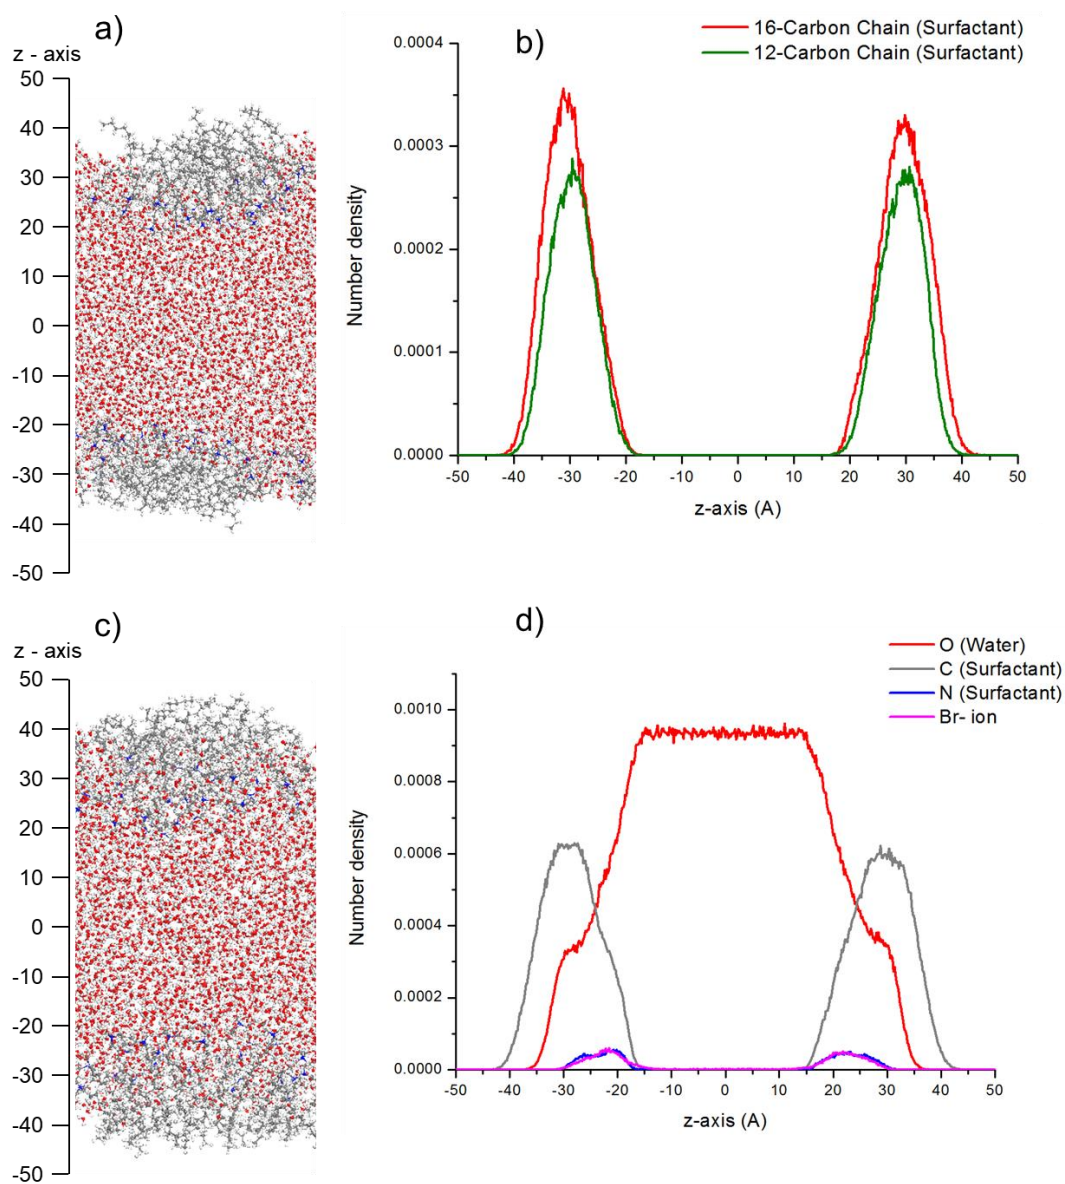 a)
z - axis
50
40
30
20
10
0
-10
-20
-30
-40
-50
b)
16-Carbon Chain (Surfactant)
12-Carbon Chain (Surfactant)
0.0004
0.0003
0.0002
0.0001
0.0000
Number density
-50 -40 -30 -20 -10 0 10 20 30 40 50
z-axis (A)
c)
z - axis
50
40
30
20
10
0
-10
-20
-30
-40
-50
d)
O (Water)
C (Surfactant)
N (Surfactant)
Br- ion
0.0010
0.0008
0.0006
0.0004
0.0002
0.0000
Number density
-50 -40 -30 -20 -10 0 10 20 30 40 50
z-axis (A)